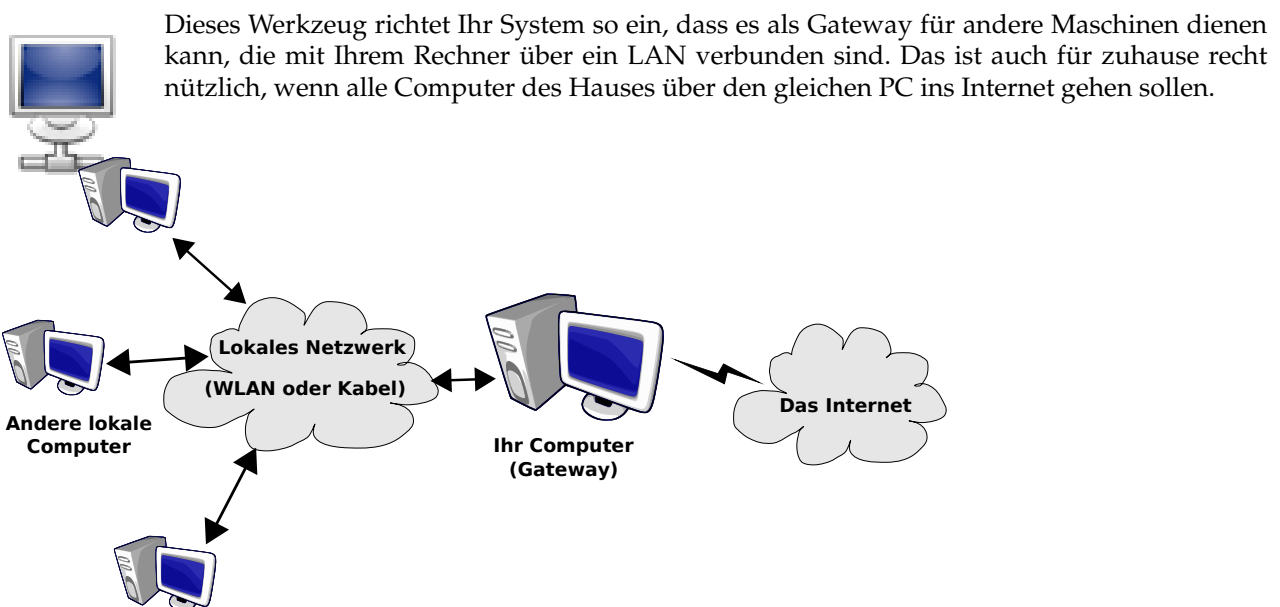 Dieses Werkzeug richtet Ihr System so ein, dass es als Gateway für andere Maschinen dienen
kann, die mit Ihrem Rechner über ein LAN verbunden sind. Das ist auch für zuhause recht
nützlich, wenn alle Computer des Hauses über den gleichen PC ins Internet gehen sollen.
Lokales Netzwerk
(WLAN oder Kabel)
Andere lokale
Computer
Ihr Computer
(Gateway)
Das Internet